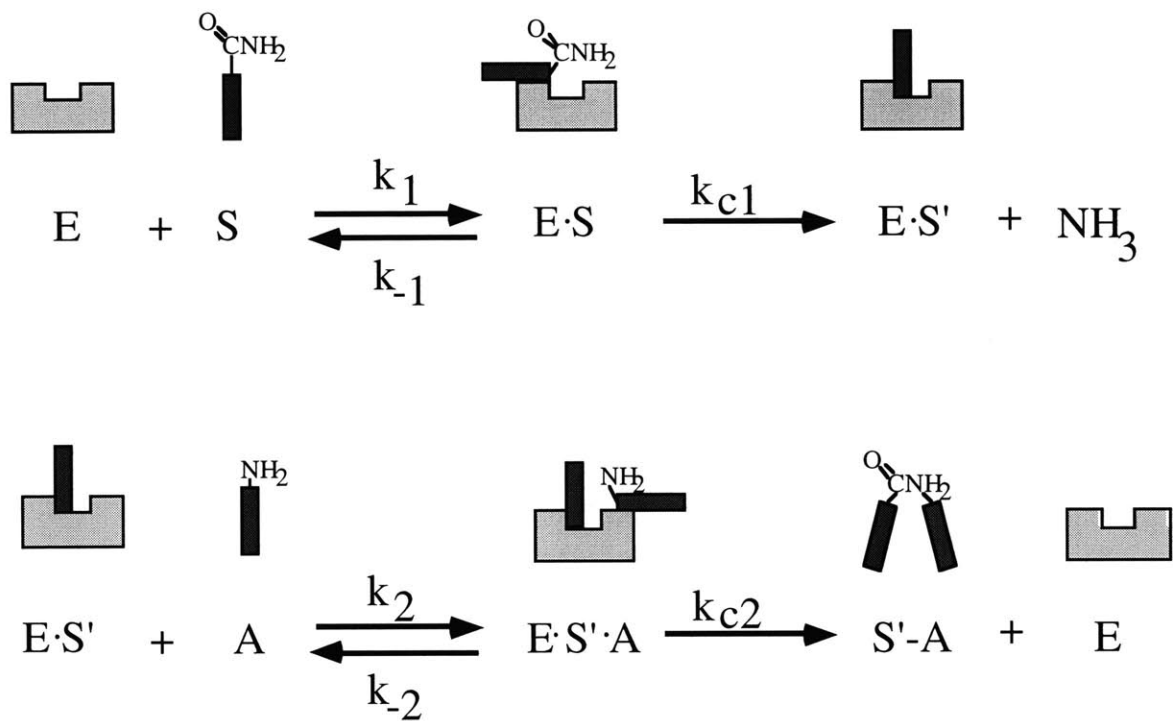 O
CNH2
O
CNH2
k1
kc1
E + S E·S E·S' + NH3
k-1
NH2
NH2
O
CNH2
k2
kc2
E·S' + A E·S'·A S'-A + E
k-2